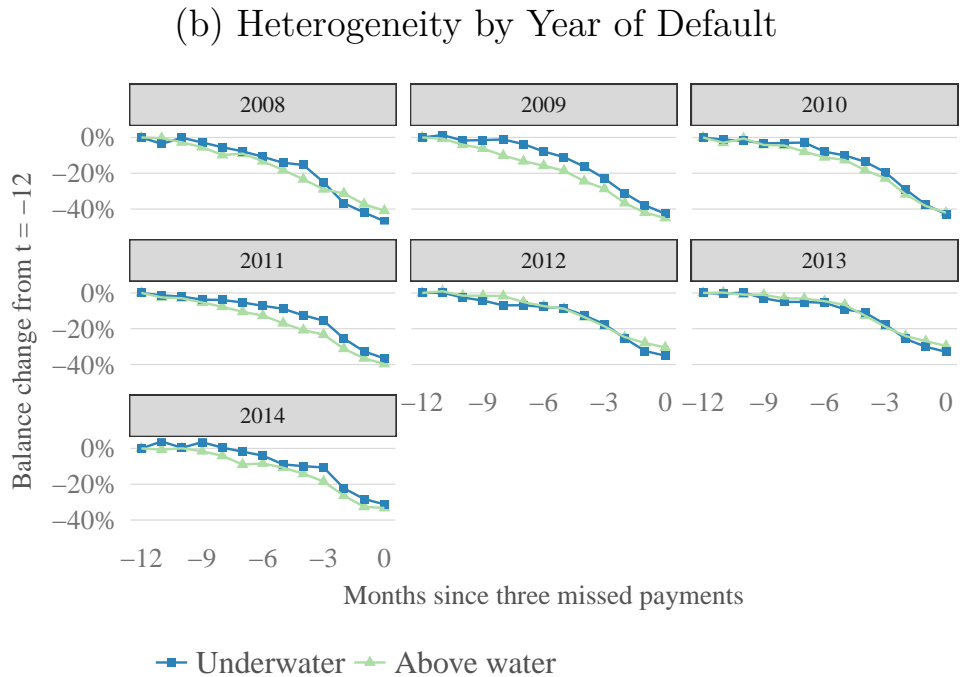 (b) Heterogeneity by Year of Default
Balance change from t = −12
2008 2009 2010
0%
−20%
−40%
2011 2012 2013
0%
−20%
−40%
−12 −9 −6 −3 0 −12 −9 −6 −3 0
2014
0%
−20%
−40%
−12 −9 −6 −3 0
Months since three missed payments
Underwater Above water